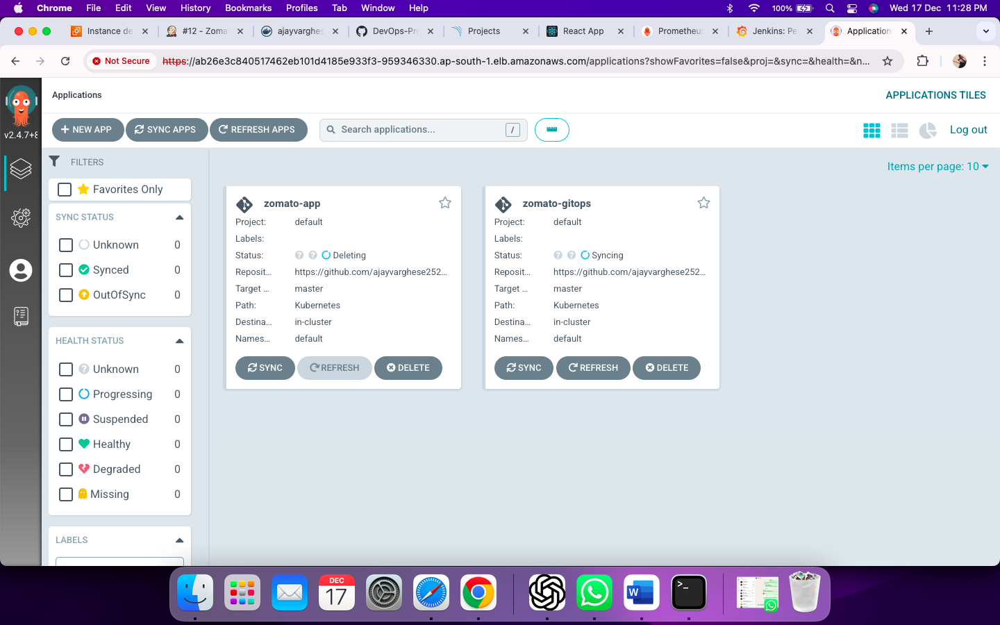 Chrome File Edit View History Bookmarks Profiles Tab Window Help 100% Wed 17 Dec 11:28 PM
Instance de #12 - Zoma ajayvarghes DevOps-Pro Projects React App Prometheus Jenkins: Pe Application
Not Secure https://ab26e3c840517462eb101d4185e933f3-959346330.ap-south-1.elb.amazonaws.com/applications?showFavorites=false&proj=&sync=&health=&n...
v2.4.7+8
Applications
APPLICATIONS TILES
NEW APP SYNC APPS REFRESH APPS Search applications... / Log out
FILTERS
Favorites Only
SYNC STATUS
Unknown 0
Synced 0
OutOfSync 0
HEALTH STATUS
Unknown 0
Progressing 0
Suspended 0
Healthy 0
Degraded 0
Missing 0
LABELS
Items per page: 10
zomato-app
Project: default
Labels:
Status: Deleting
Reposit... https://github.com/ajayvarghese252...
Target ... master
Path: Kubernetes
Destina... in-cluster
Names... default
SYNC REFRESH DELETE
zomato-gitops
Project: default
Labels:
Status: Syncing
Reposit... https://github.com/ajayvarghese252...
Target ... master
Path: Kubernetes
Destina... in-cluster
Names... default
SYNC REFRESH DELETE
DEC
17
W
>_